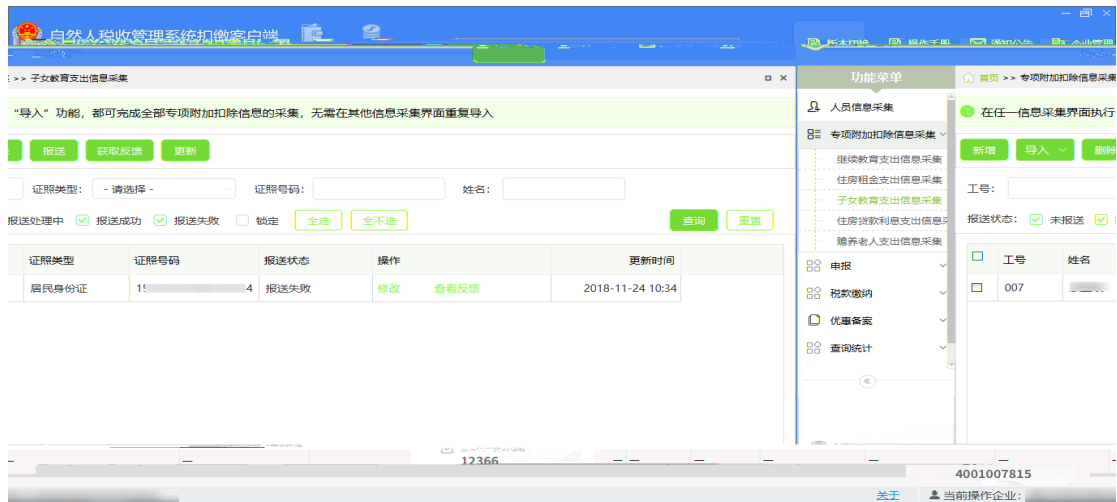 自然人税收管理系统扣缴客户端
版本切换 操作手册 通知公告 企业管理
>> 子女教育支出信息采集
“导入”功能，都可完成全部专项附加扣除信息的采集，无需在其他信息采集界面重复导入
报送 获取反馈 更新
证照类型： - 请选择 - 证照号码： 姓名：
报送处理中 报送成功 报送失败 锁定 全选 全不选 查询 重置
证照类型 证照号码 报送状态 操作 更新时间
居民身份证 15 4 报送失败 修改 查看反馈 2018-11-24 10:34
功能菜单
人员信息采集
专项附加扣除信息采集
继续教育支出信息采集
住房租金支出信息采集
子女教育支出信息采集
住房贷款利息支出信息采
赡养老人支出信息采集
申报
税款缴纳
优惠备案
查询统计
首页 >> 专项附加扣除信息采集
在任一信息采集界面执行
新增 导入 删除
工号：
报送状态： 未报送
工号 姓名
007
12366
4001007815
关于 当前操作企业：